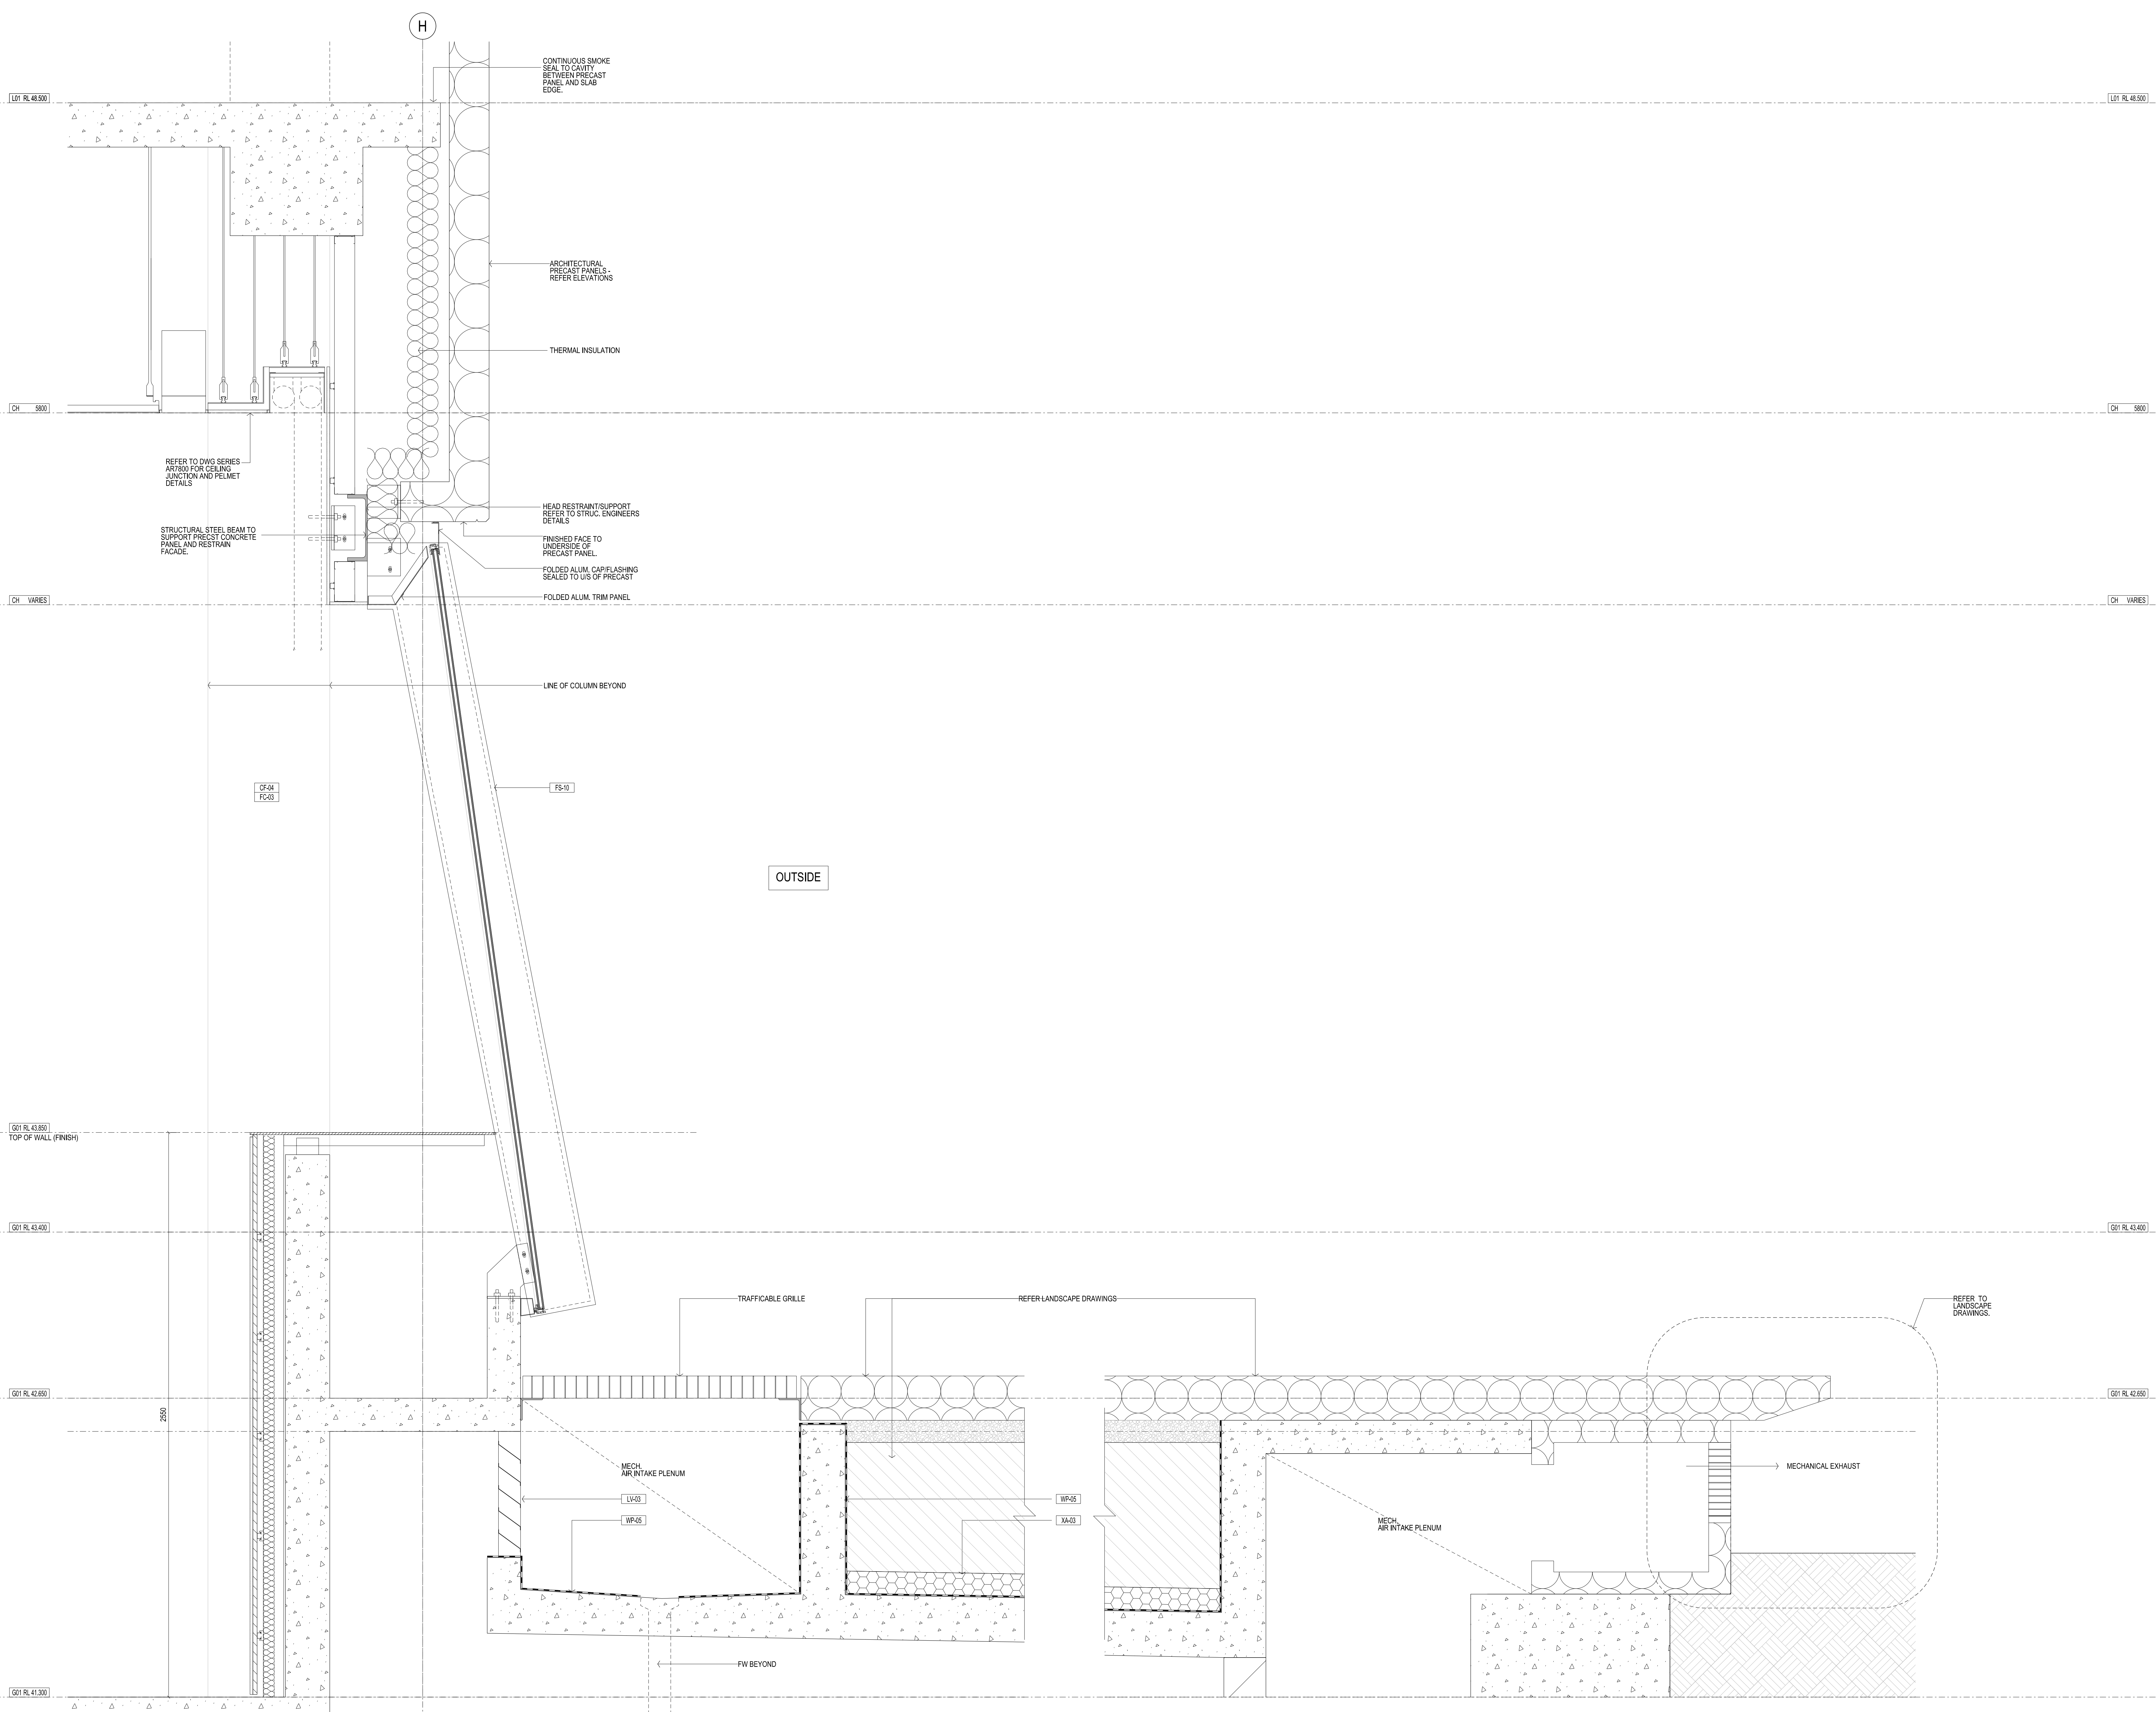 H
CONTINUOUS SMOKE
SEAL TO CAVITY
BETWEEN PRECAST
PANEL AND SLAB
EDGE.
L01 RL 48.500
L01 RL 48.500
ARCHITECTURAL
PRECAST PANELS -
REFER ELEVATIONS
THERMAL INSULATION
CH 5800
CH 5800
REFER TO DWG SERIES
AR7800 FOR CEILING
JUNCTION AND PELMET
DETAILS
HEAD RESTRAINT/SUPPORT
REFER TO STRUC. ENGINEERS
DETAILS
STRUCTURAL STEEL BEAM TO
SUPPORT PRECST CONCRETE
PANEL AND RESTRAIN
FACADE.
FINISHED FACE TO
UNDERSIDE OF
PRECAST PANEL.
FOLDED ALUM. CAP/FLASHING
SEALED TO U/S OF PRECAST
FOLDED ALUM. TRIM PANEL
CH VARIES
CH VARIES
LINE OF COLUMN BEYOND
CF-04
FC-03
FS-10
OUTSIDE
G01 RL 43.850
TOP OF WALL (FINISH)
G01 RL 43.400
G01 RL 43.400
TRAFFICABLE GRILLE
REFER LANDSCAPE DRAWINGS
REFER TO
LANDSCAPE
DRAWINGS.
G01 RL 42.650
G01 RL 42.650
2550
MECH.
AIR INTAKE PLENUM
MECHANICAL EXHAUST
LV-03
WP-05
WP-05
XA-03
MECH.
AIR INTAKE PLENUM
FW BEYOND
G01 RL 41.300